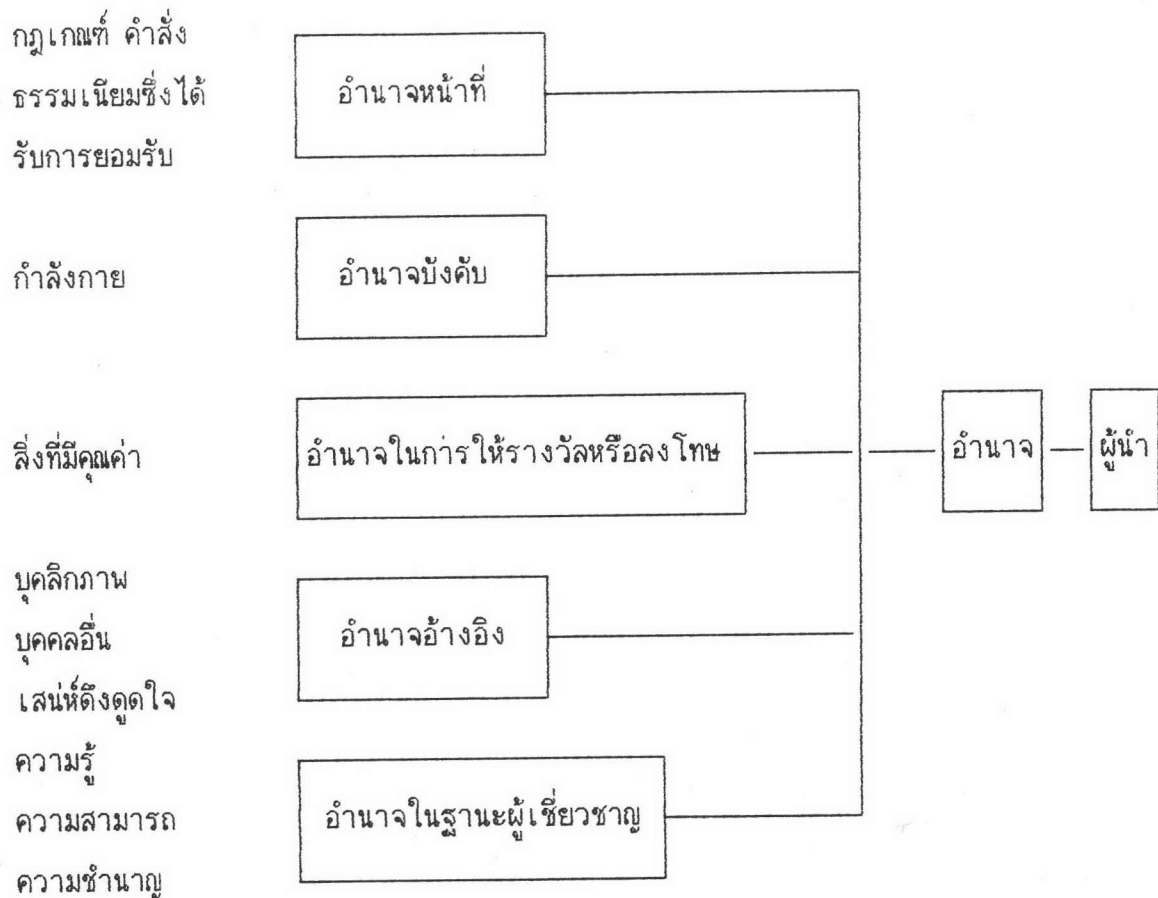 กฎเกณฑ์ คำสั่ง
ธรรมเนียมซึ่งได้
รับการยอมรับ
อำนาจหน้าที่
กำลังกาย
อำนาจบังคับ
สิ่งที่มีคุณค่า
อำนาจในการให้รางวัลหรือลงโทษ
อำนาจ
ผู้นำ
บุคลิกภาพ
บุคคลอื่น
เสน่ห์ดึงดูดใจ
อำนาจอ้างอิง
ความรู้
ความสามารถ
ความชำนาญ
อำนาจในฐานะผู้เชี่ยวชาญ